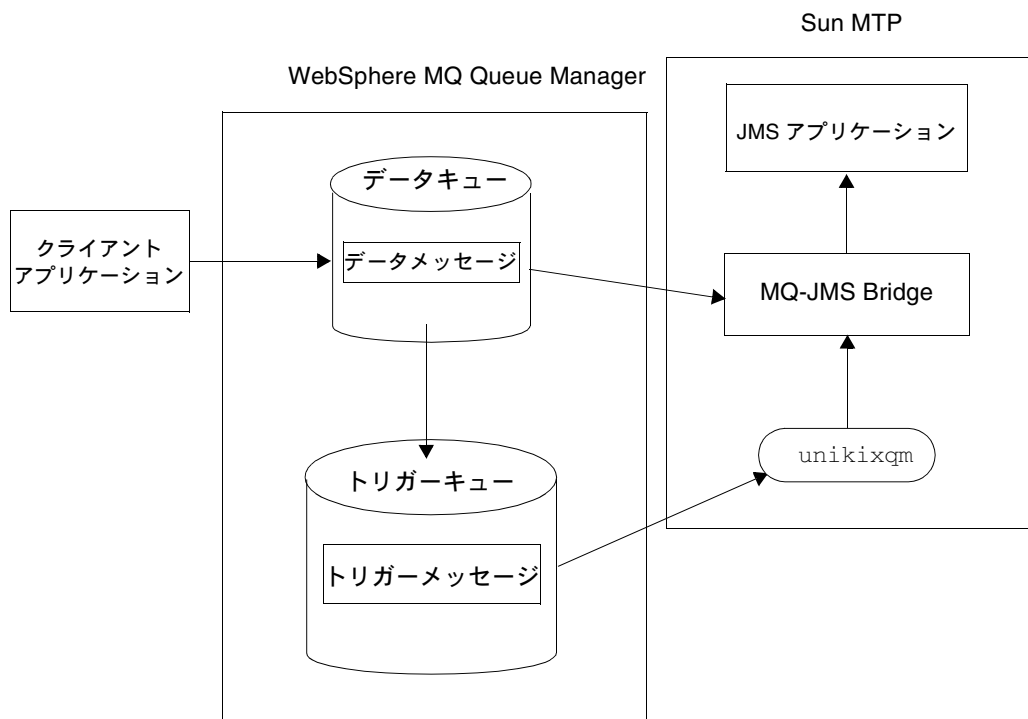 Sun MTP
WebSphere MQ Queue Manager
JMS アプリケーション
データキュー
クライアント
アプリケーション
データメッセージ
MQ-JMS Bridge
unikixqm
トリガーキュー
トリガーメッセージ